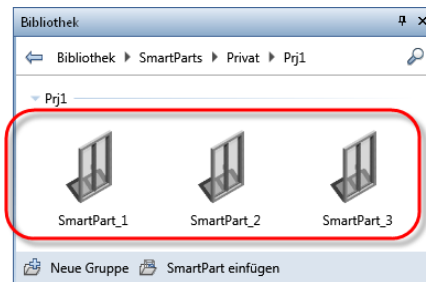 Bibliothek
Bibliothek SmartParts Privat Prj1
Prj1
SmartPart_1 SmartPart_2 SmartPart_3
Neue Gruppe SmartPart einfügen